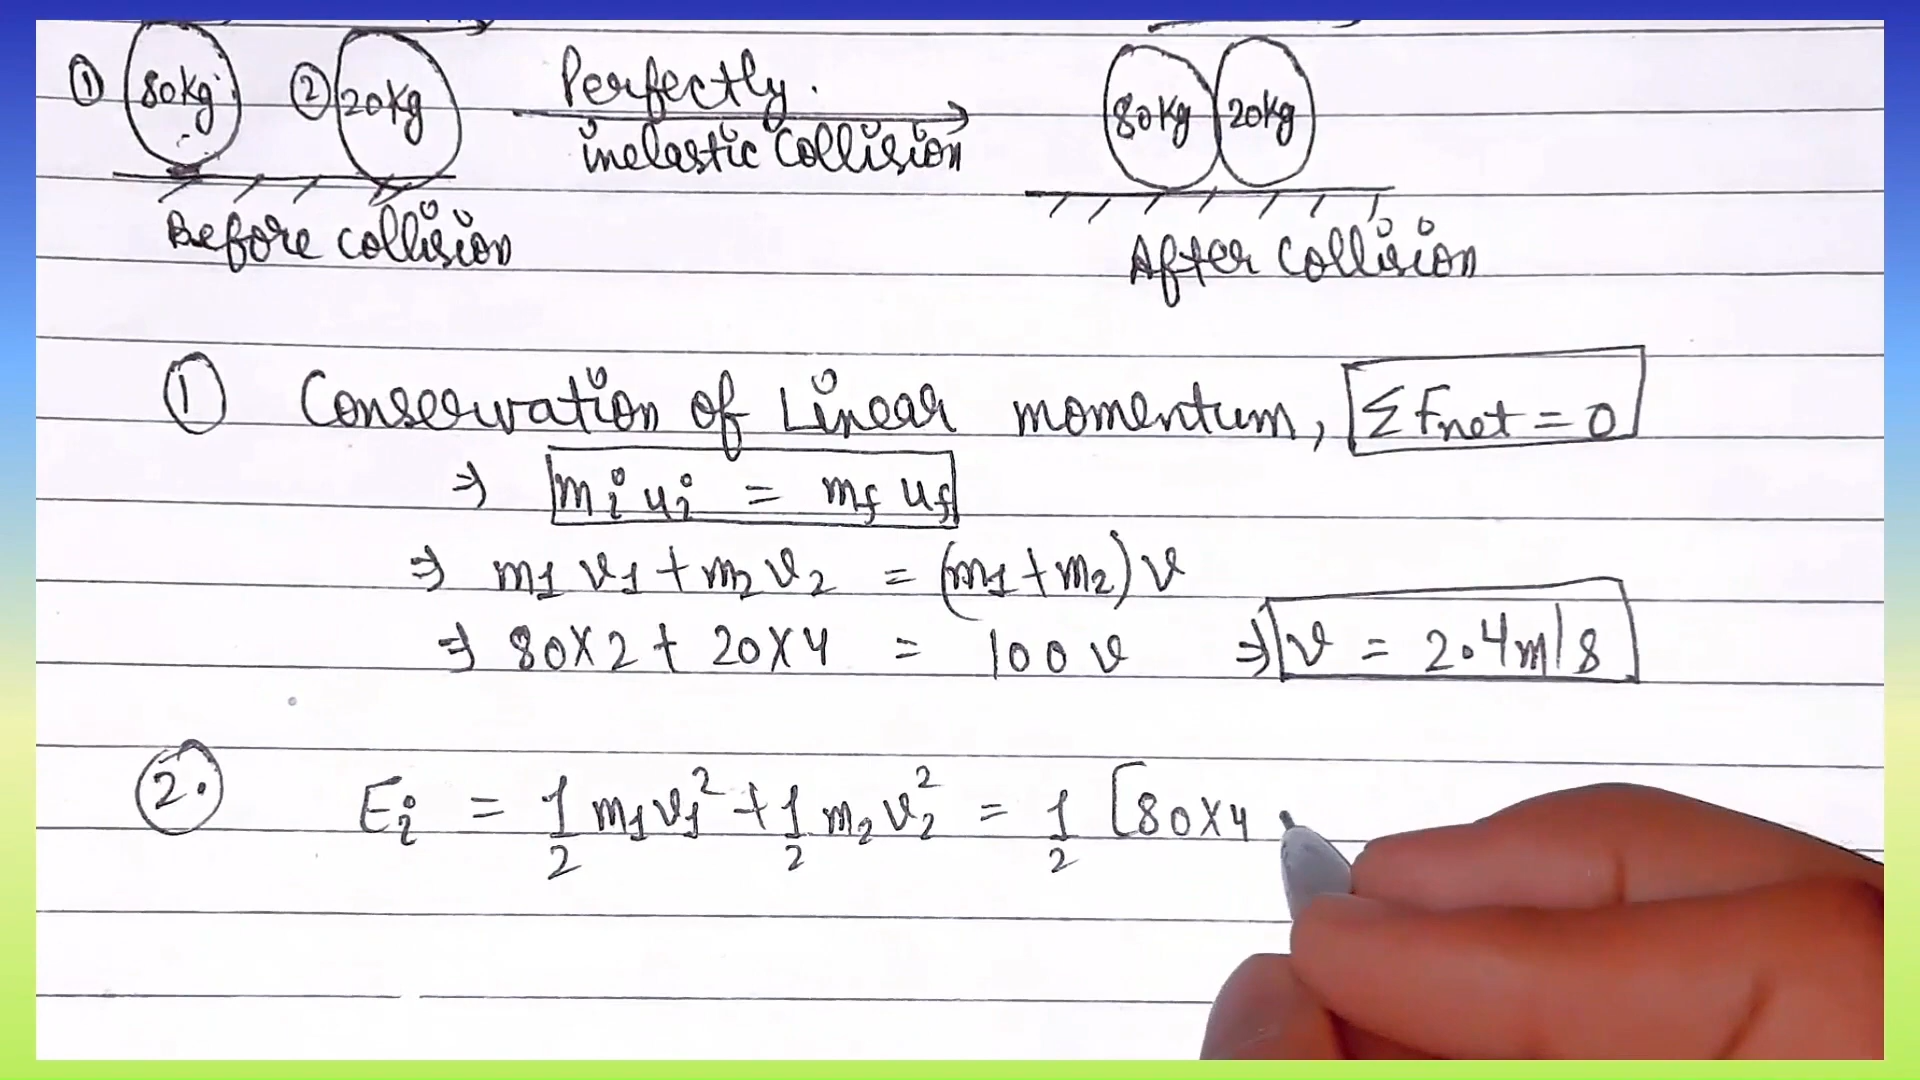 ① 80kg ② 20kg Perfectly. 80kg 20kg
inelastic Collision
Before collision After Collision
① Conservation of Linear momentum, ΣFnet = 0
⇒ mᵢuᵢ = m_f u_f
⇒ m₁v₁ + m₂v₂ = (m₁+m₂)v
⇒ 80×2 + 20×4 = 100v ⇒ v = 2.4m/s
②. Eᵢ = 1/2 m₁v₁² + 1/2 m₂v₂² = 1/2 [80×4